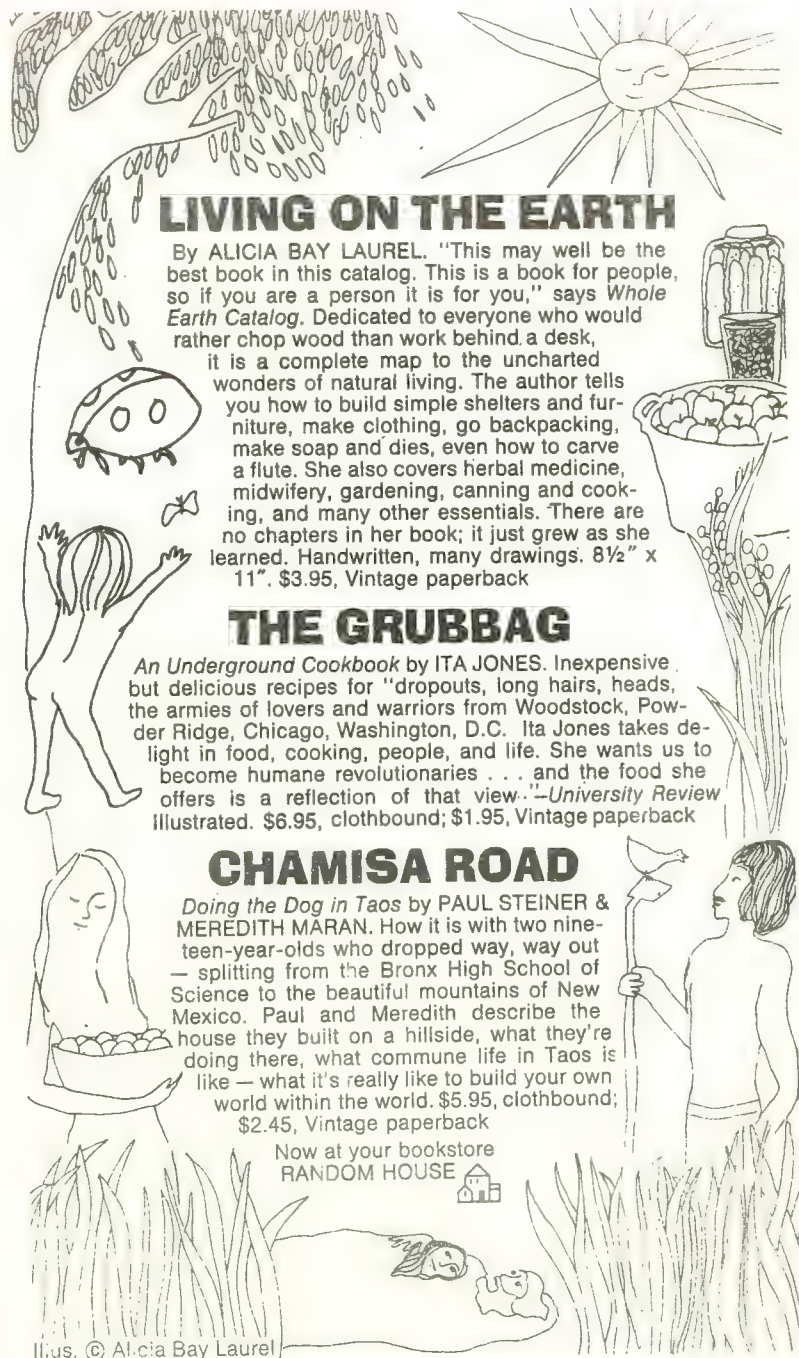 LIVING ON THE EARTH
By ALICIA BAY LAUREL. "This may well be the
best book in this catalog. This is a book for people,
so if you are a person it is for you," says Whole
Earth Catalog. Dedicated to everyone who would
rather chop wood than work behind a desk,
it is a complete map to the uncharted
wonders of natural living. The author tells
you how to build simple shelters and fur-
niture, make clothing, go backpacking,
make soap and dies, even how to carve
a flute. She also covers herbal medicine,
midwifery, gardening, canning and cook-
ing, and many other essentials. There are
no chapters in her book; it just grew as she
learned. Handwritten, many drawings. 8½" x
11". $3.95, Vintage paperback
THE GRUBBAG
An Underground Cookbook by ITA JONES. Inexpensive
but delicious recipes for "dropouts, long hairs, heads,
the armies of lovers and warriors from Woodstock, Pow-
der Ridge, Chicago, Washington, D.C. Ita Jones takes de-
light in food, cooking, people, and life. She wants us to
become humane revolutionaries . . . and the food she
offers is a reflection of that view."—University Review
Illustrated. $6.95, clothbound; $1.95, Vintage paperback
CHAMISA ROAD
Doing the Dog in Taos by PAUL STEINER &
MEREDITH MARAN. How it is with two nine-
teen-year-olds who dropped way, way out
— splitting from the Bronx High School of
Science to the beautiful mountains of New
Mexico. Paul and Meredith describe the
house they built on a hillside, what they're
doing there, what commune life in Taos is
like — what it's really like to build your own
world within the world. $5.95, clothbound;
$2.45, Vintage paperback
Now at your bookstore
RANDOM HOUSE
Illus. © Alicia Bay Laurel